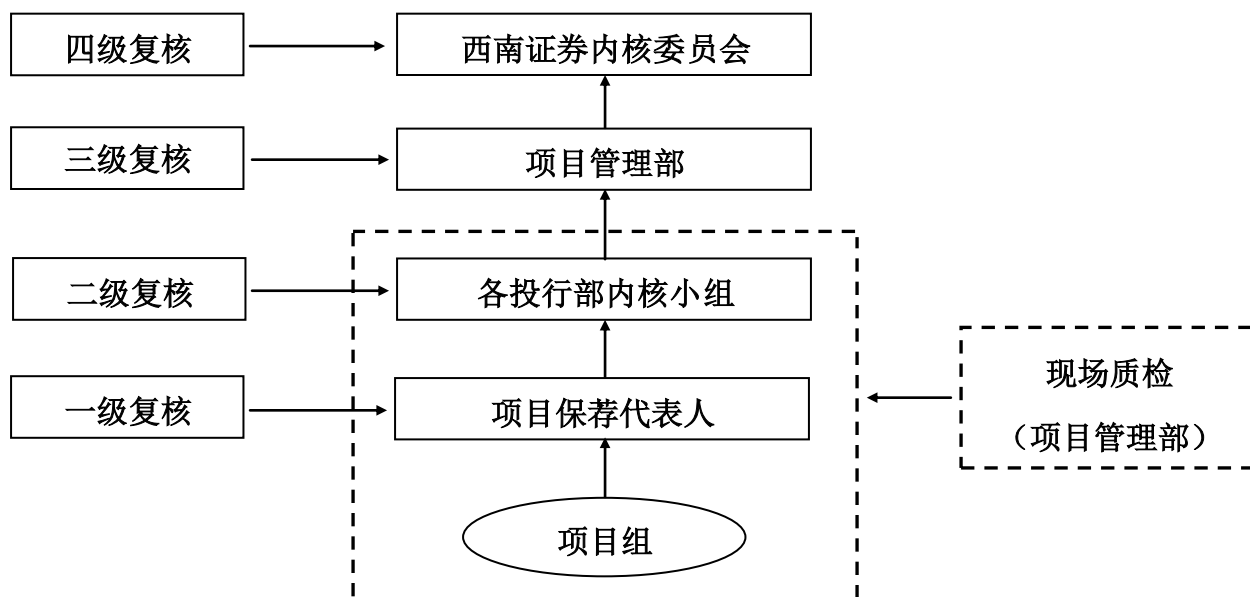 四级复核
西南证券内核委员会
三级复核
项目管理部
二级复核
各投行部内核小组
现场质检
（项目管理部）
一级复核
项目保荐代表人
项目组